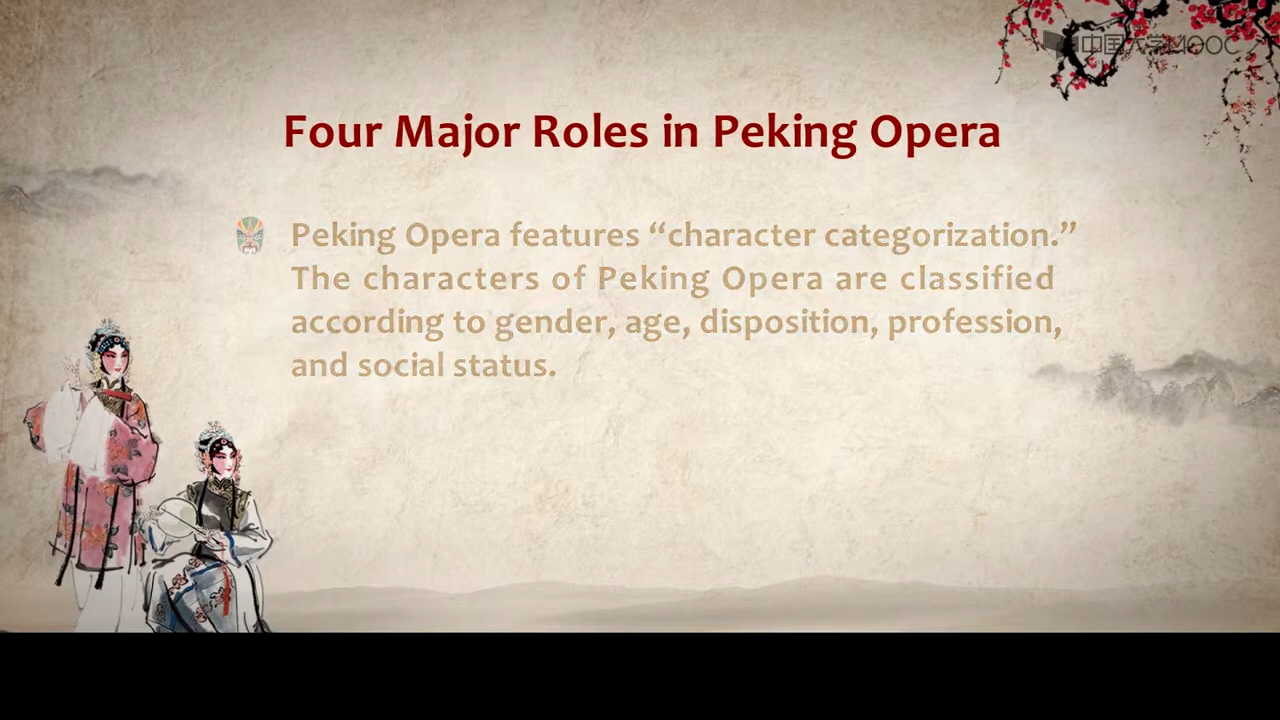 中国大学MOOC
Four Major Roles in Peking Opera
Peking Opera features “character categorization.”
The characters of Peking Opera are classified
according to gender, age, disposition, profession,
and social status.